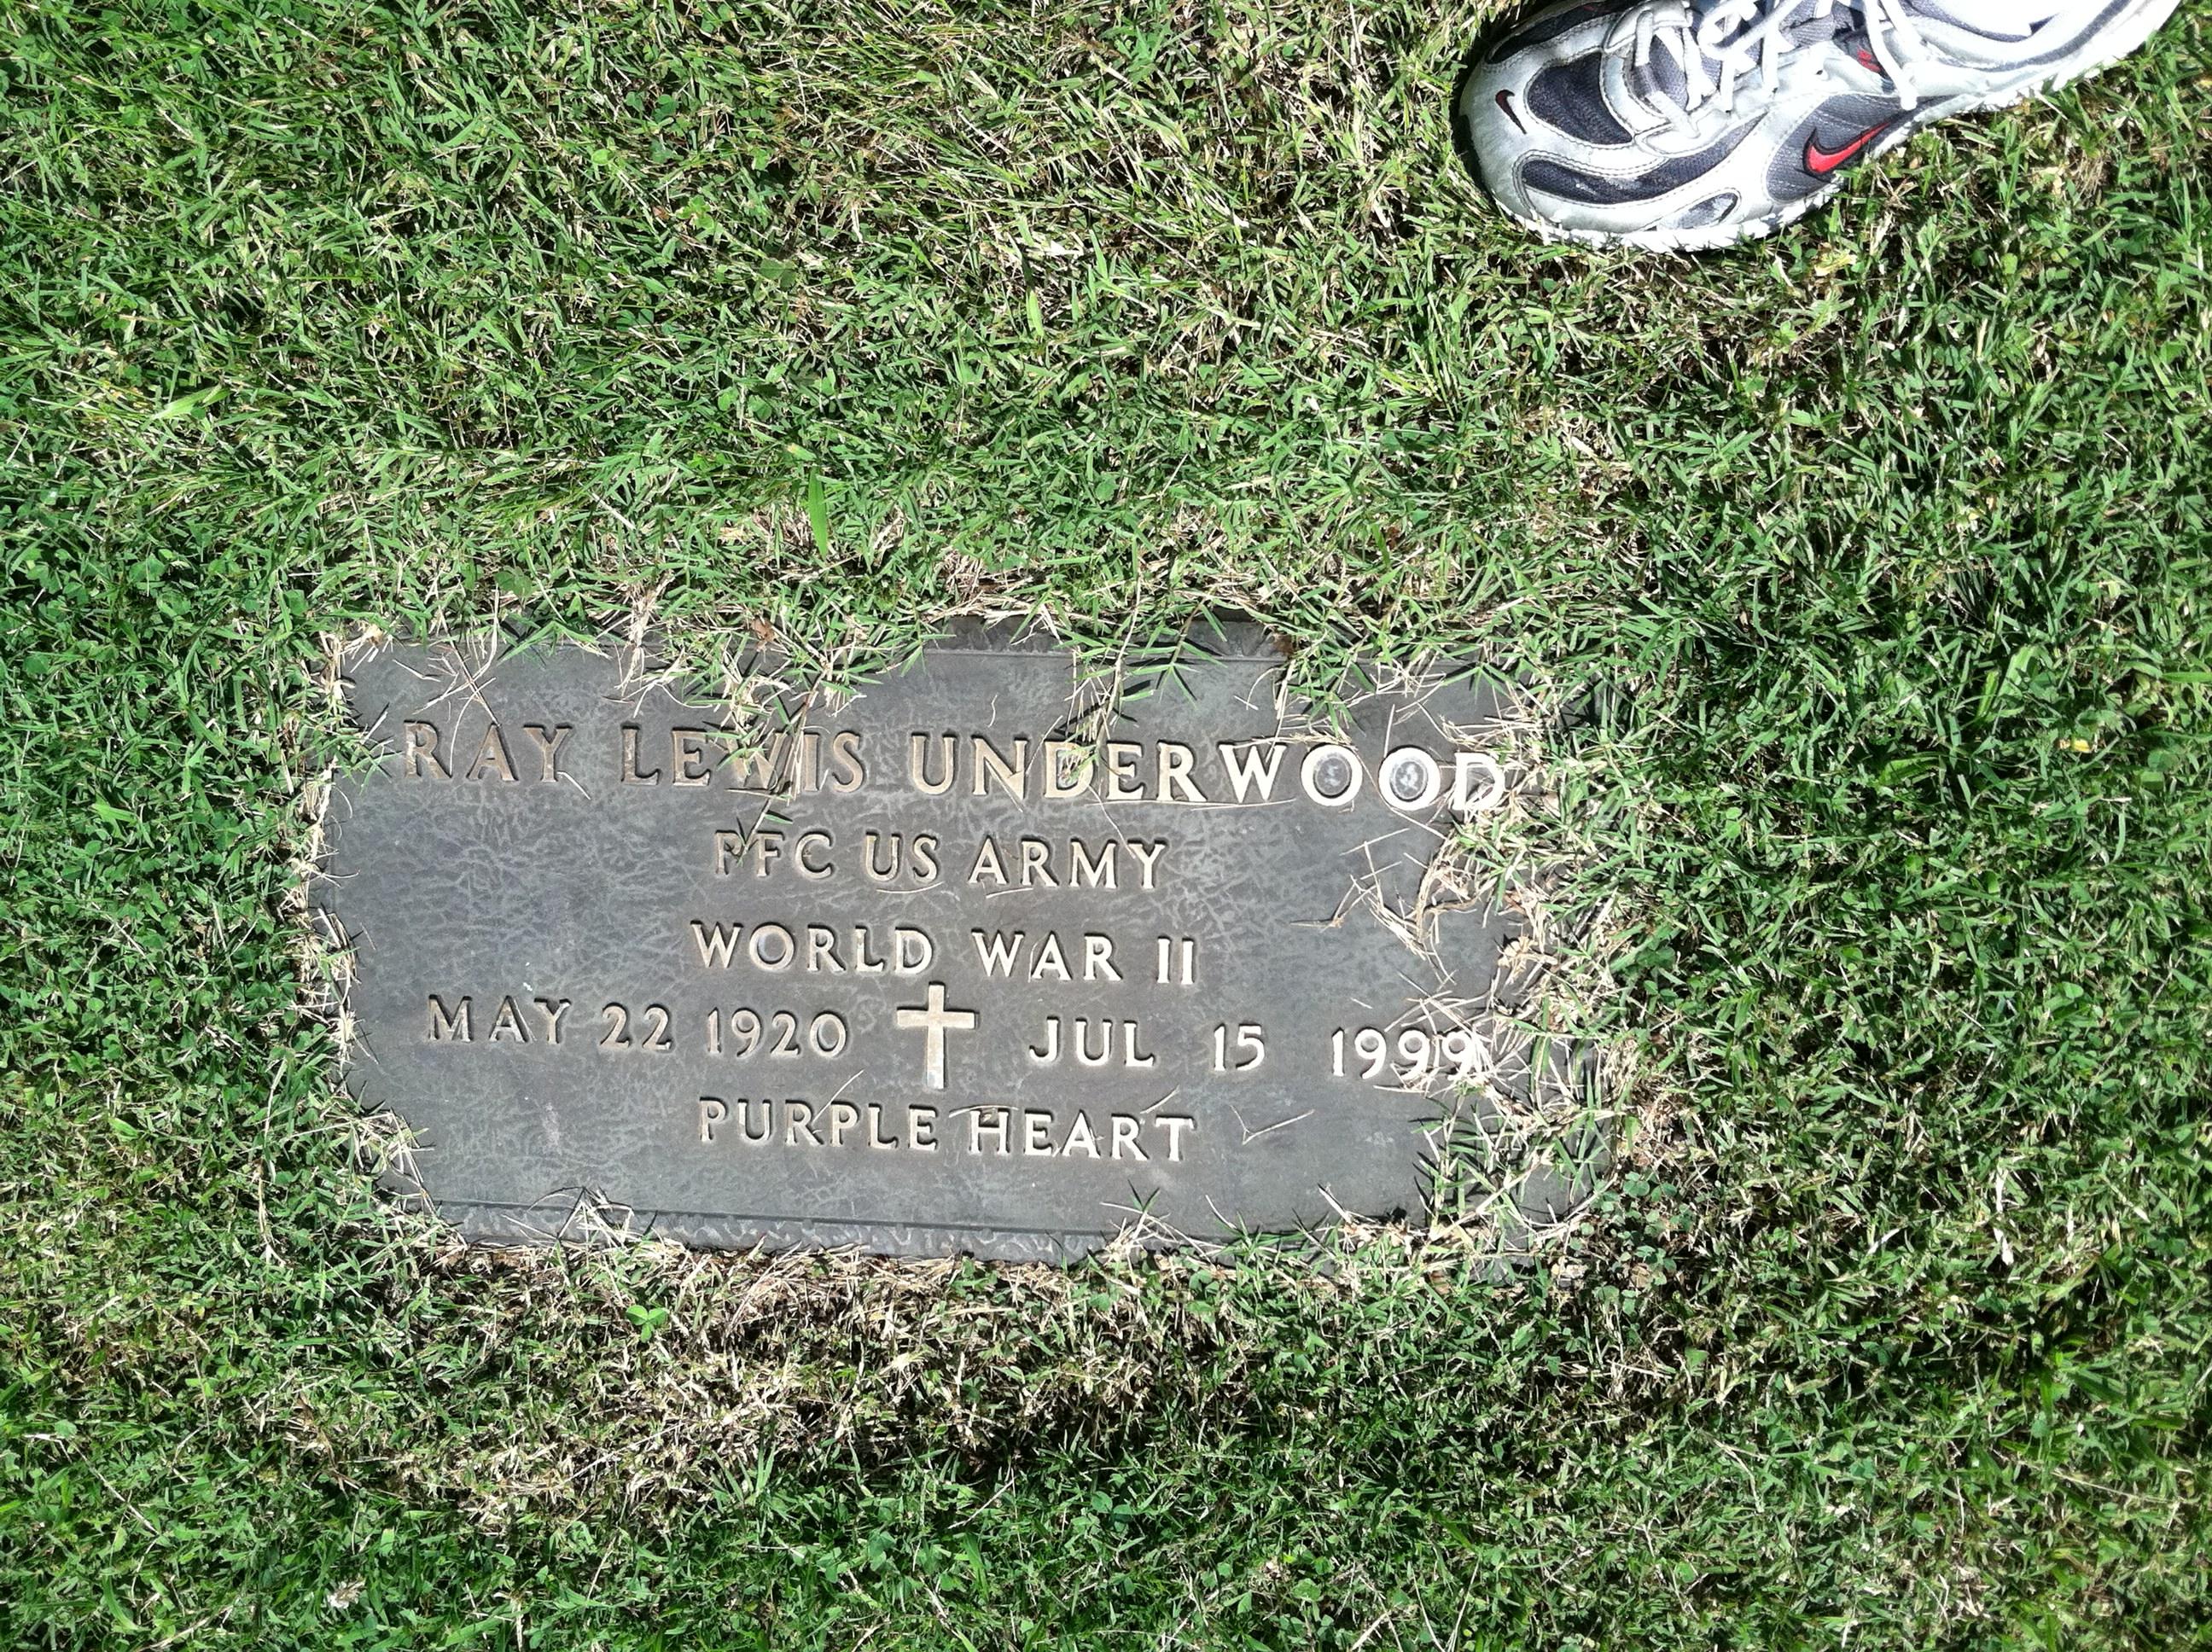 RAY LEWIS UNDERWOOD
PFC US ARMY
WORLD WAR II
MAY 22 1920 JUL 15 1999
PURPLE HEART